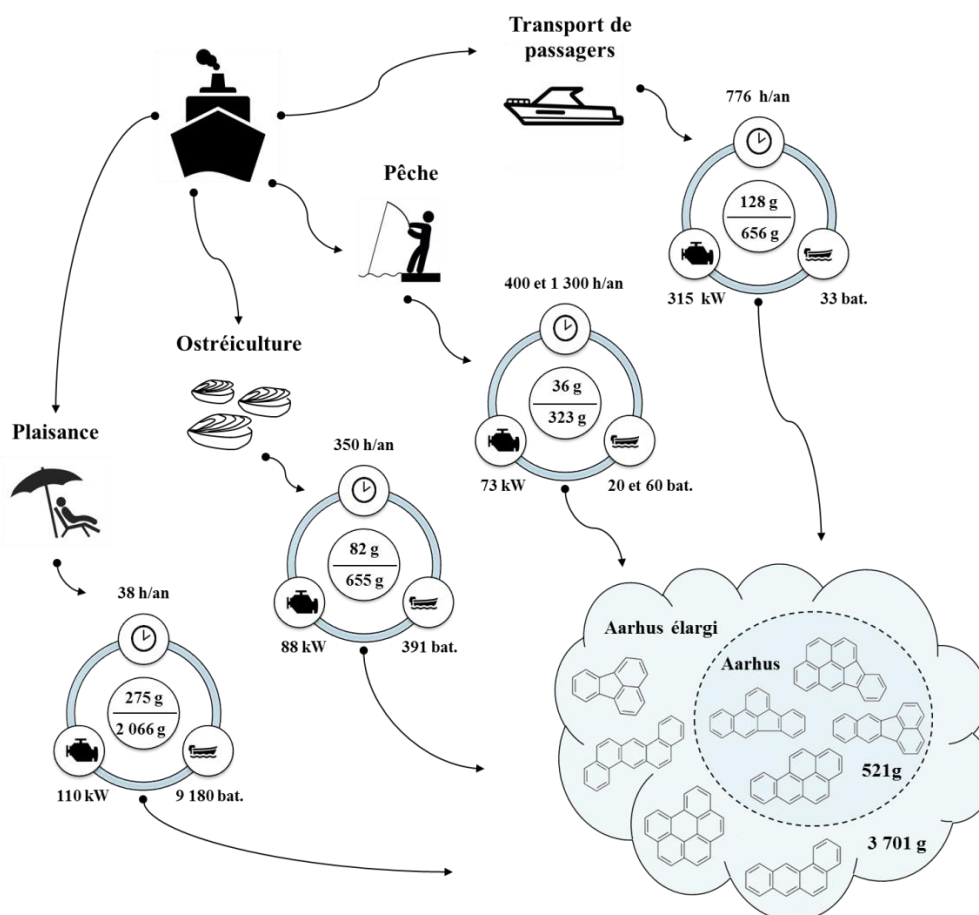 Transport de
passagers
776 h/an
128 g
656 g
315 kW
33 bat.
Pêche
400 et 1 300 h/an
36 g
323 g
73 kW
20 et 60 bat.
Ostréiculture
350 h/an
82 g
655 g
88 kW
391 bat.
Plaisance
38 h/an
275 g
2 066 g
110 kW
9 180 bat.
Aarhus élargi
Aarhus
521g
3 701 g